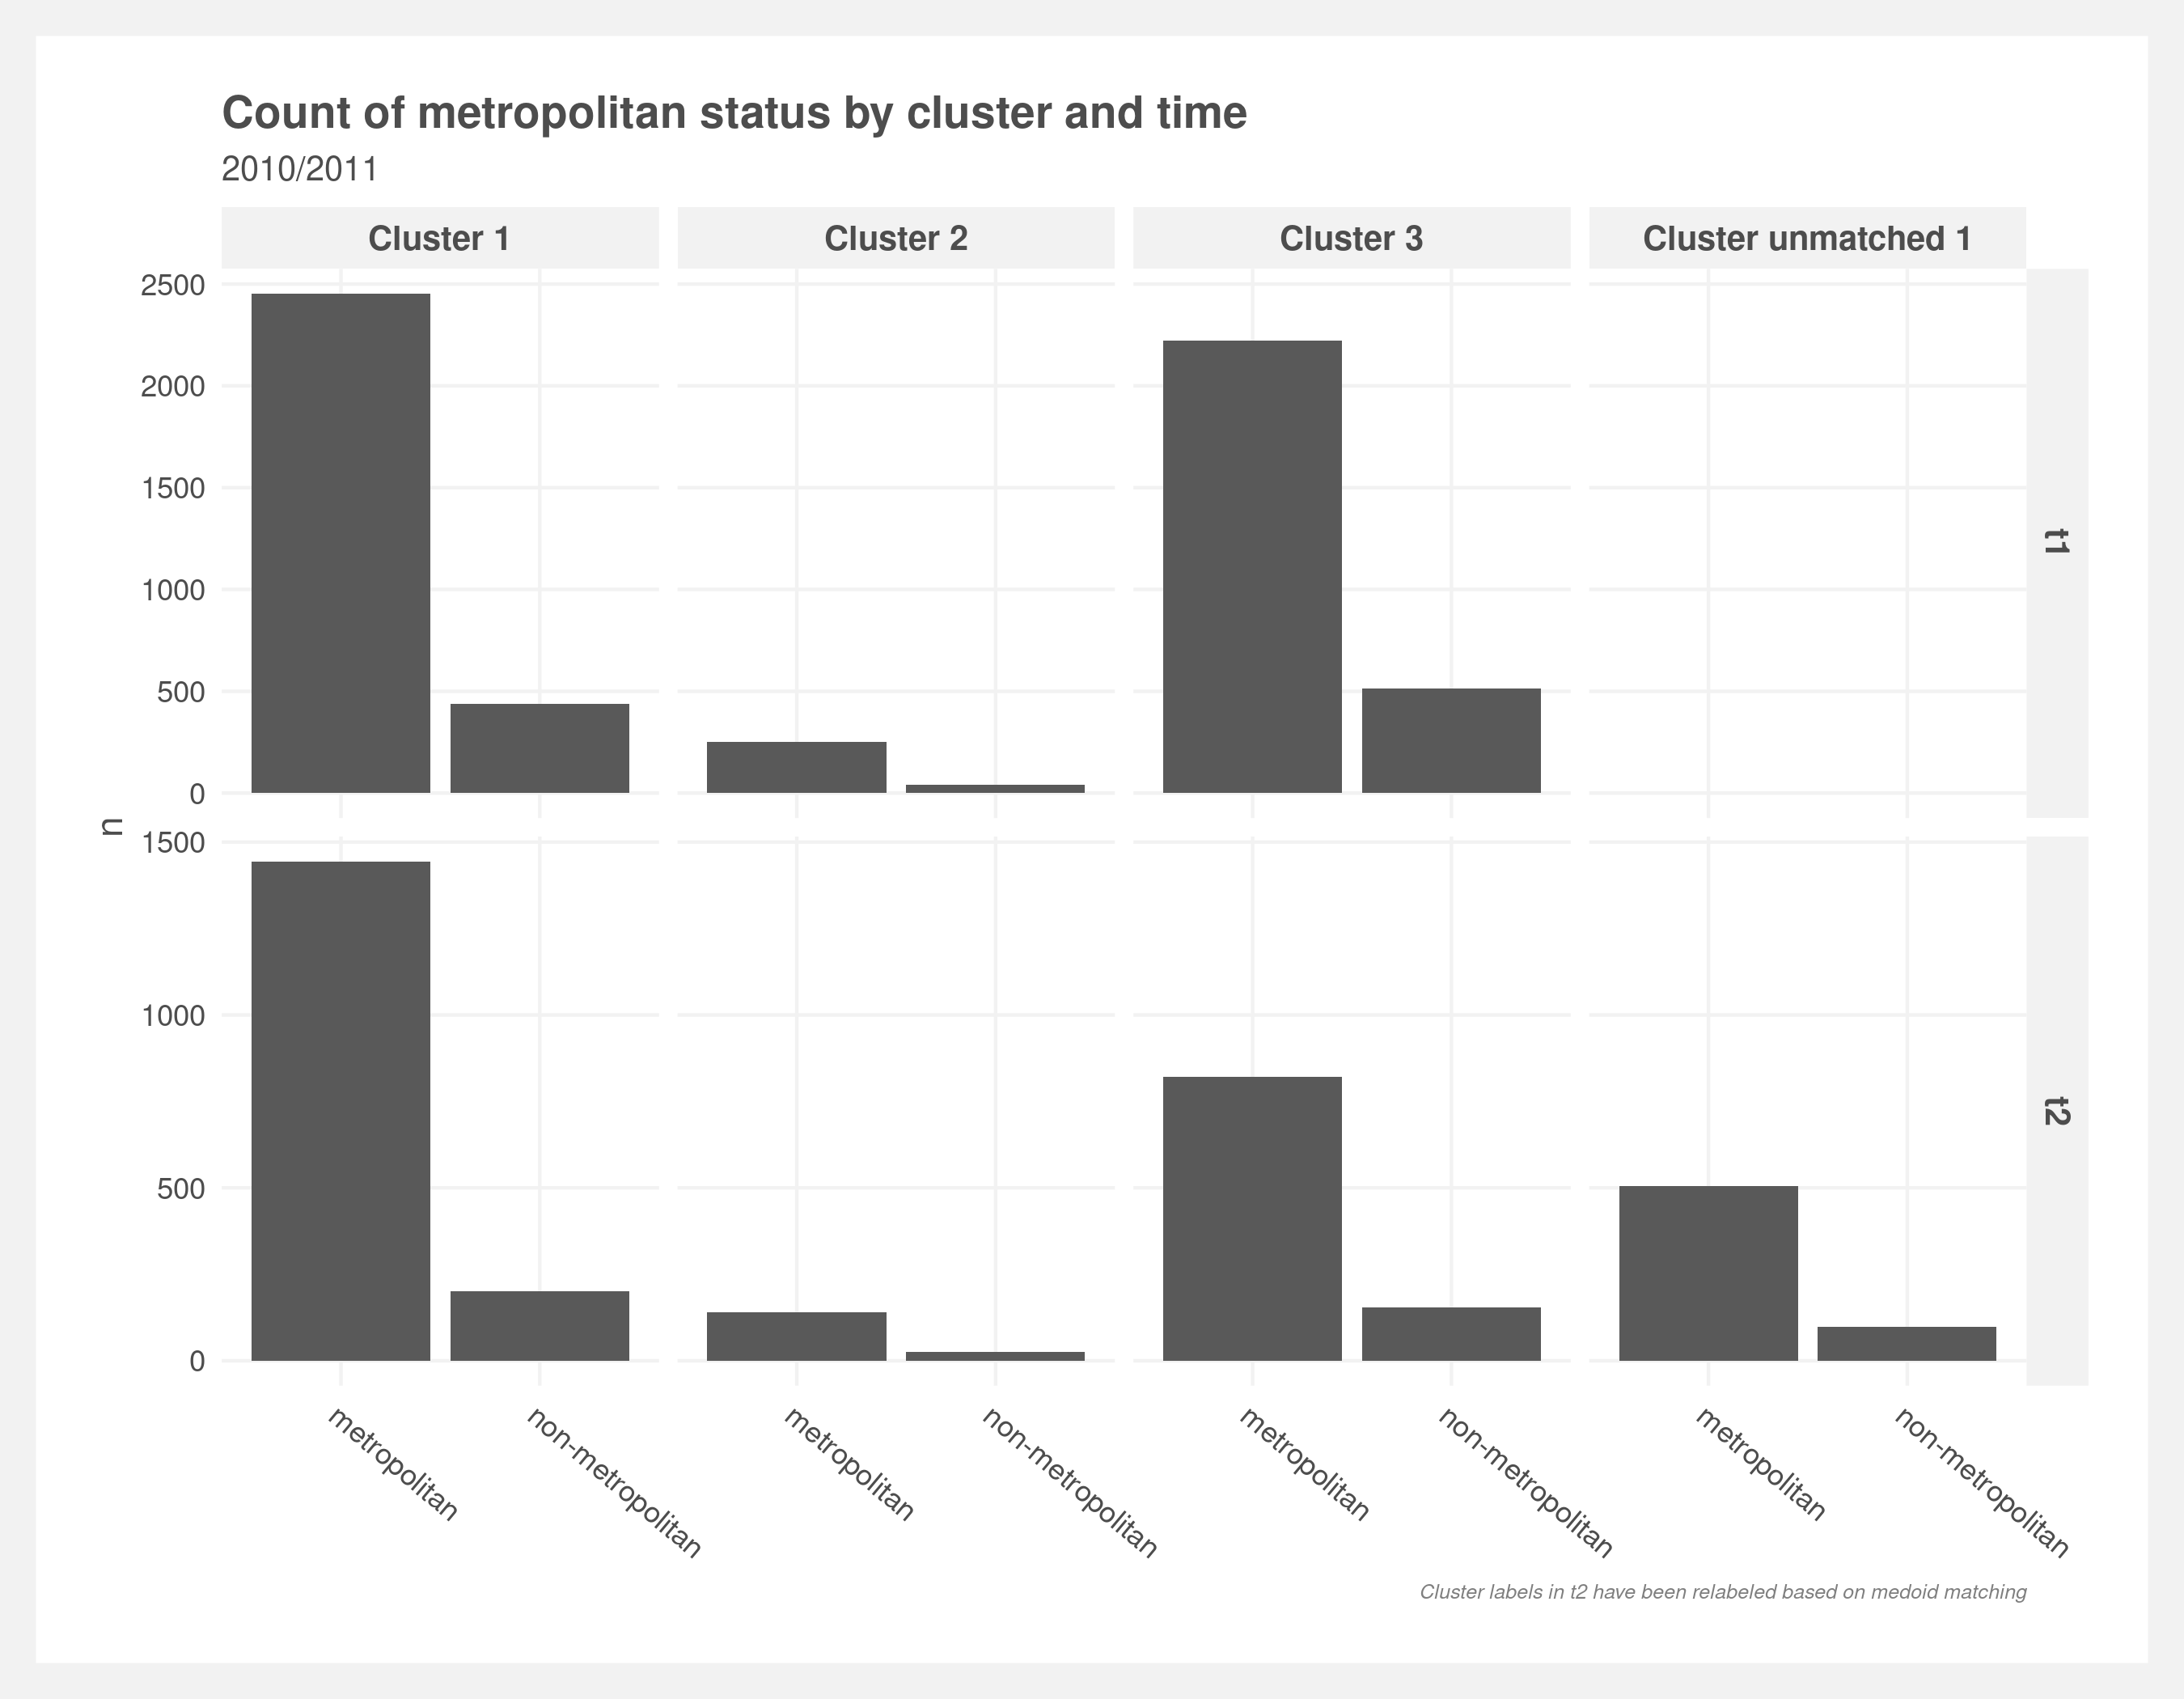 Count of metropolitan status by cluster and time
2010/2011
Cluster 1
Cluster 2
Cluster 3
Cluster unmatched 1
2500
2000
1500
1000
500
0
t1
n
1500
1000
500
0
t2
metropolitan
non-metropolitan
metropolitan
non-metropolitan
metropolitan
non-metropolitan
metropolitan
non-metropolitan
Cluster labels in t2 have been relabeled based on medoid matching